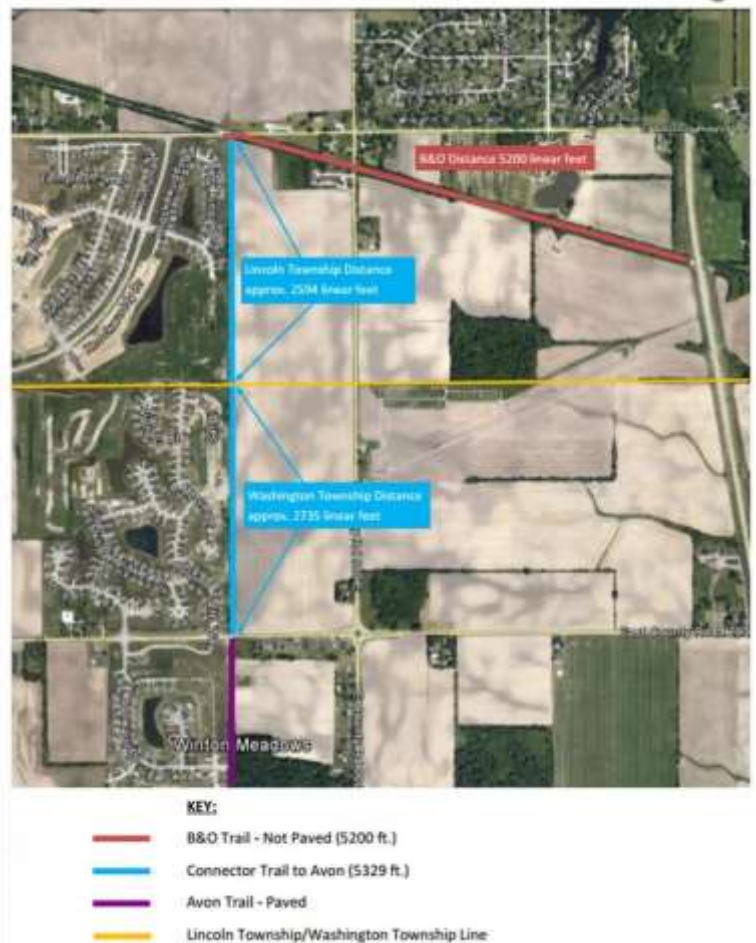 B&O Distance 5200 linear feet
Lincoln Township Distance
approx. 2594 linear feet
Washington Township Distance
approx. 2735 linear feet
Winton Meadows
KEY:
B&O Trail - Not Paved (5200 ft.)
Connector Trail to Avon (5329 ft.)
Avon Trail - Paved
Lincoln Township/Washington Township Line